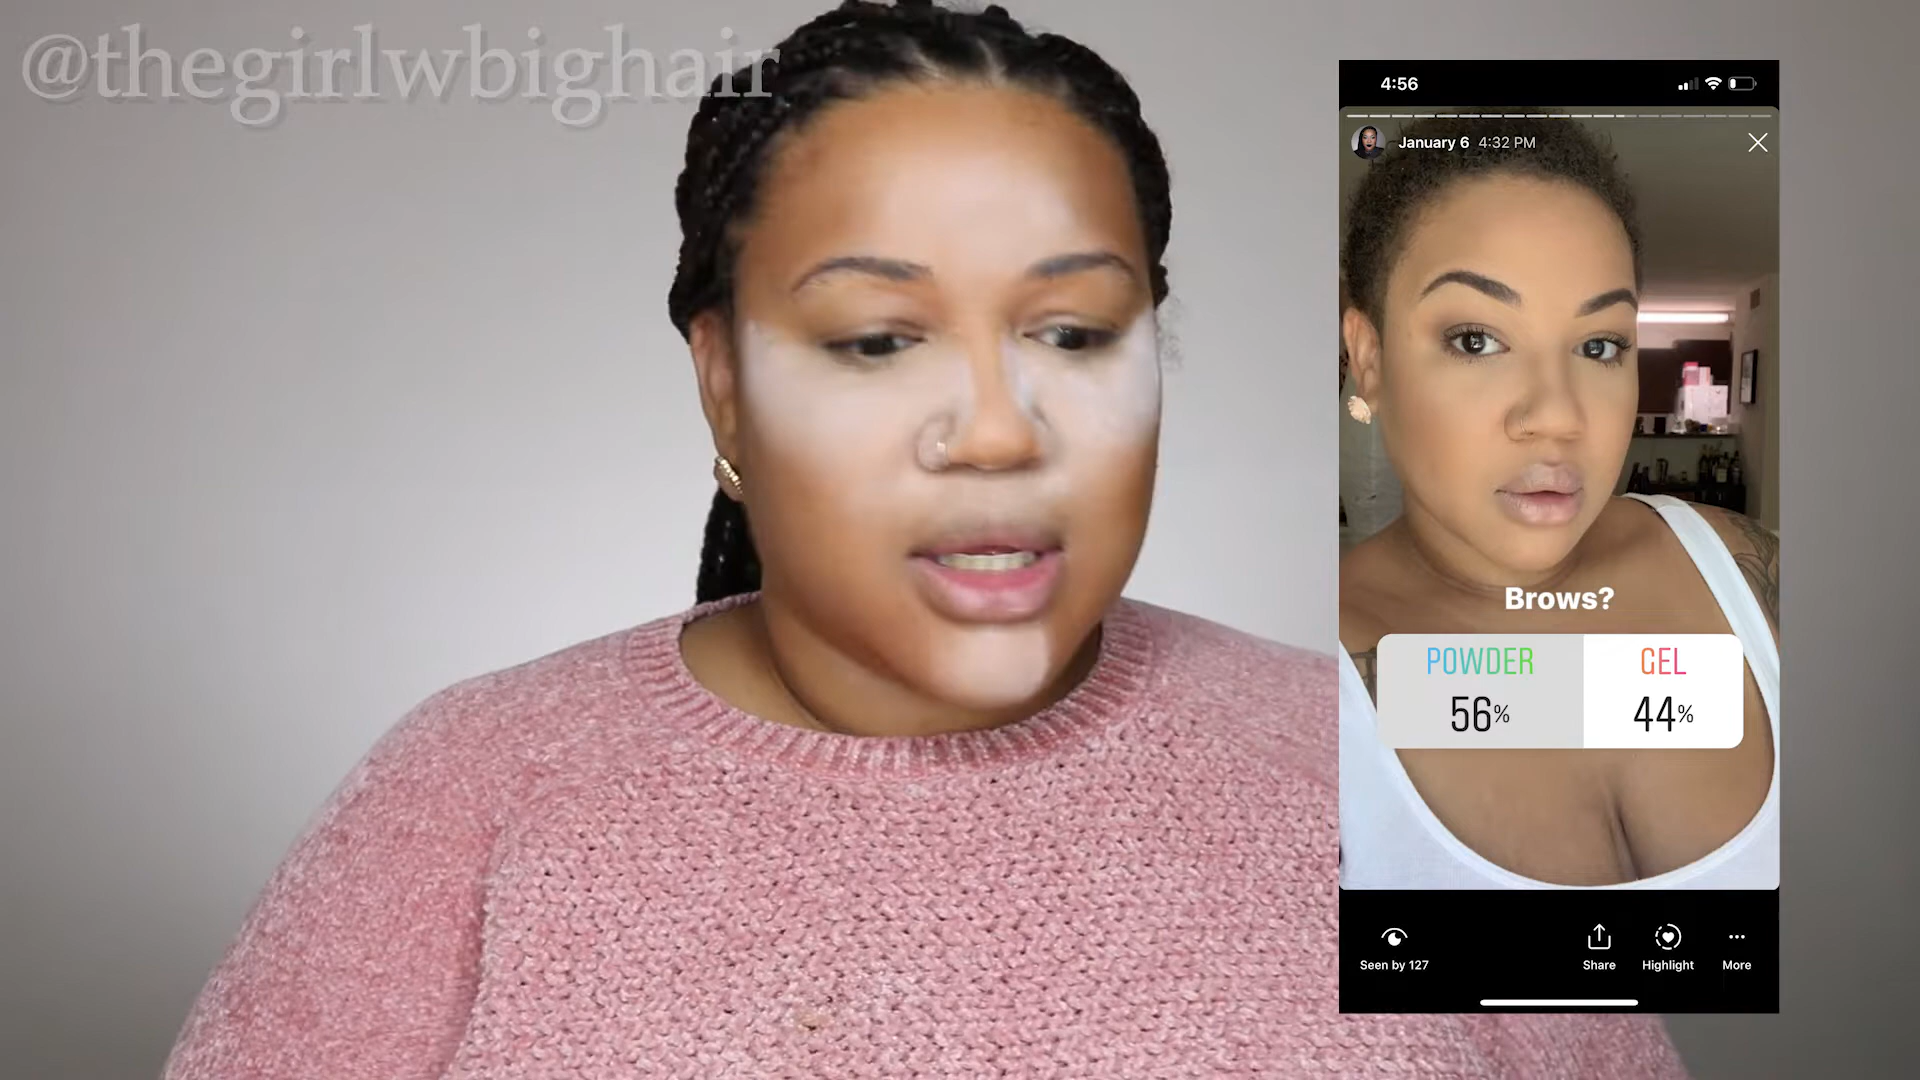 @thegirlwbighair
4:56
January 6 4:32 PM
Brows?
POWDER GEL
56% 44%
Seen by 127 Share Highlight More